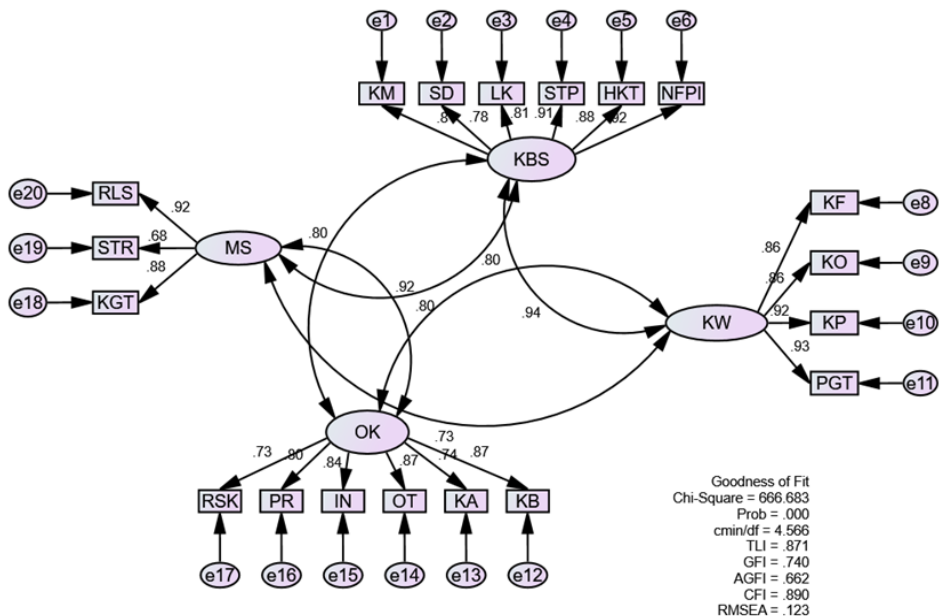 e1 e2 e3 e4 e5 e6
KM SD LK STP HKT NFPI
.78 .81 .91 .88
KBS
e20 RLS
.92
e19 STR
.68
MS
e18 KGT
.88
.80
.92
.80
.80
.94
KF e8
.86
KO e9
.86
KW
KP e10
.92
.93
PGT e11
OK
.73
.73 .80 .84 .87 .74 .87
RSK PR IN OT KA KB
e17 e16 e15 e14 e13 e12
Goodness of Fit
Chi-Square = 666.683
Prob = .000
cmin/df = 4.566
TLI = .871
GFI = .740
AGFI = .662
CFI = .890
RMSEA = .123